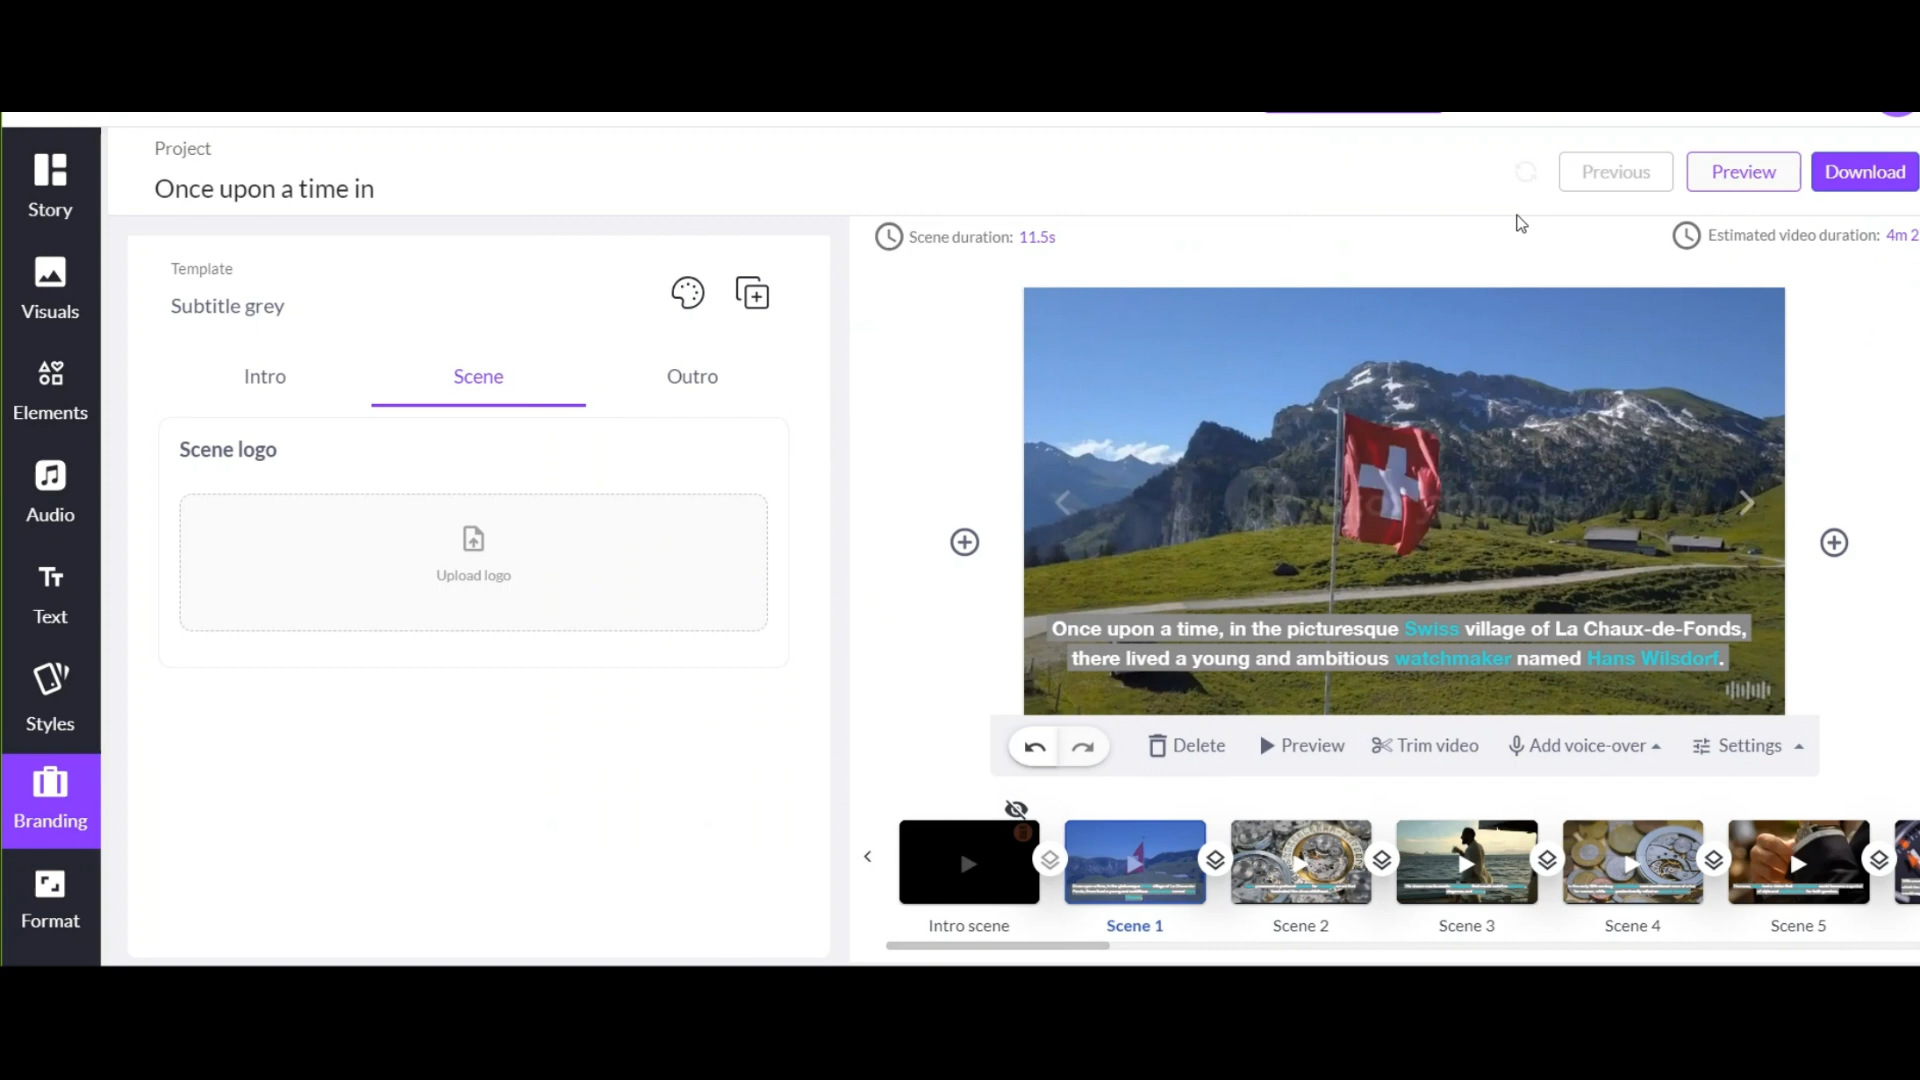 Project
Once upon a time in
Previous
Preview
Download
Story
Visuals
Elements
Audio
Text
Styles
Branding
Format
Template
Subtitle grey
Intro
Scene
Outro
Scene logo
Upload logo
Scene duration: 11.5s
Estimated video duration: 4m 2
Once upon a time, in the picturesque Swiss village of La Chaux-de-Fonds,
there lived a young and ambitious watchmaker named Hans Wilsdorf.
Delete
Preview
Trim video
Add voice-over
Settings
Intro scene
Scene 1
Scene 2
Scene 3
Scene 4
Scene 5